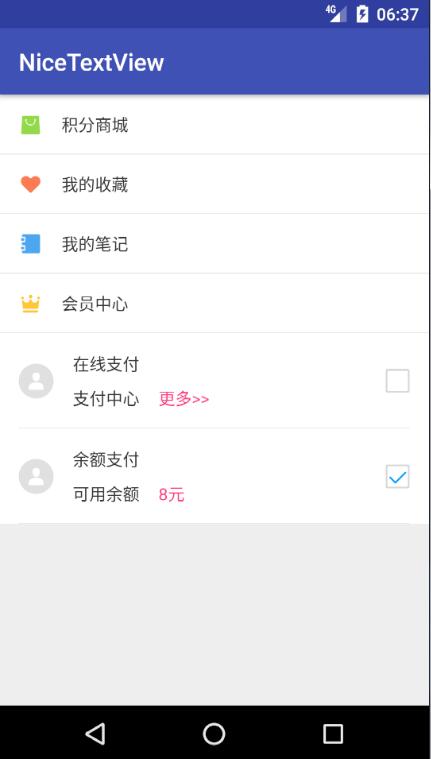 4G 06:37
NiceTextView
积分商城
我的收藏
我的笔记
会员中心
在线支付
支付中心 更多>>
余额支付
可用余额 8元